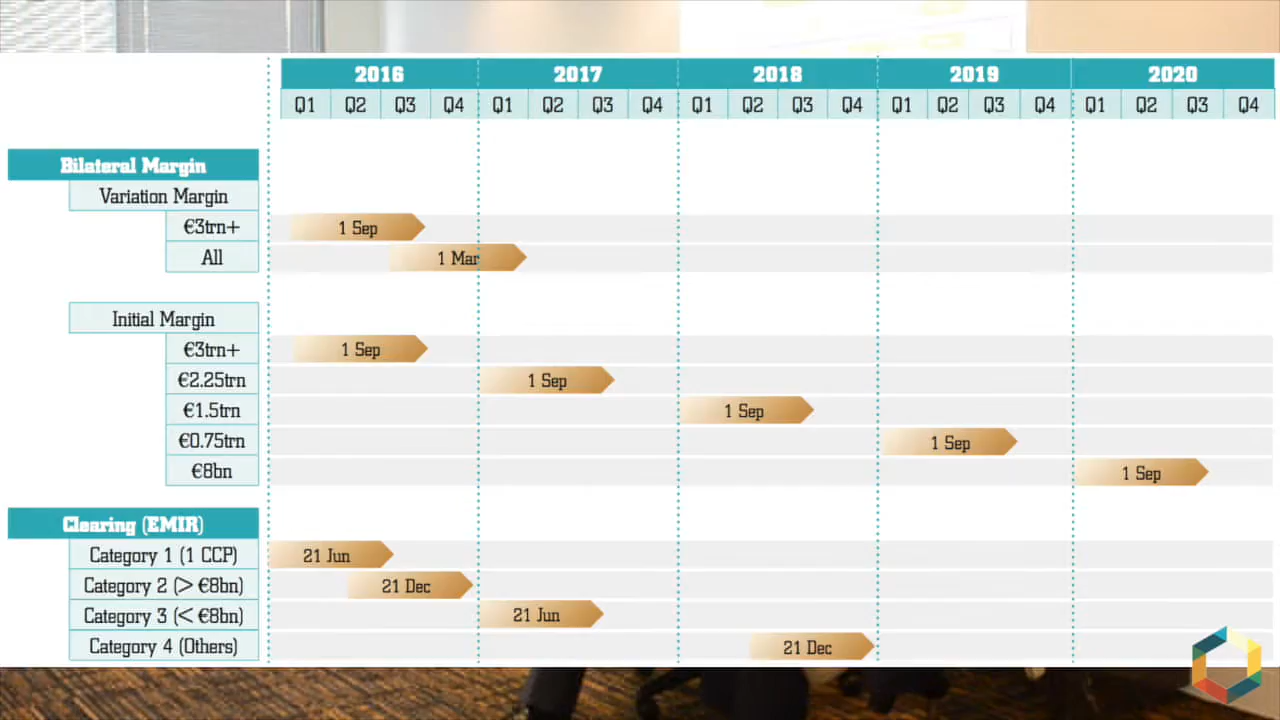 2016 2017 2018 2019 2020
Q1 Q2 Q3 Q4 Q1 Q2 Q3 Q4 Q1 Q2 Q3 Q4 Q1 Q2 Q3 Q4 Q1 Q2 Q3 Q4
Bilateral Margin
Variation Margin
€3trn+ 1 Sep
All 1 Mar
Initial Margin
€3trn+ 1 Sep
€2.25trn 1 Sep
€1.5trn 1 Sep
€0.75trn 1 Sep
€8bn 1 Sep
Clearing (EMIR)
Category 1 (1 CCP) 21 Jun
Category 2 (> €8bn) 21 Dec
Category 3 (< €8bn) 21 Jun
Category 4 (Others) 21 Dec